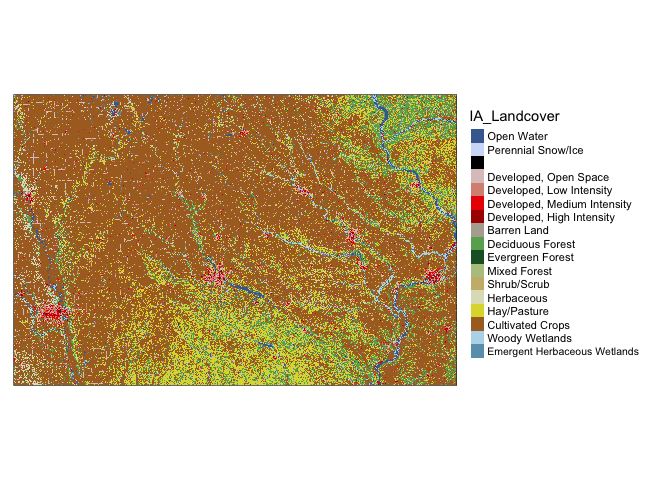 IA_Landcover
Open Water
Perennial Snow/Ice
Developed, Open Space
Developed, Low Intensity
Developed, Medium Intensity
Developed, High Intensity
Barren Land
Deciduous Forest
Evergreen Forest
Mixed Forest
Shrub/Scrub
Herbaceous
Hay/Pasture
Cultivated Crops
Woody Wetlands
Emergent Herbaceous Wetlands